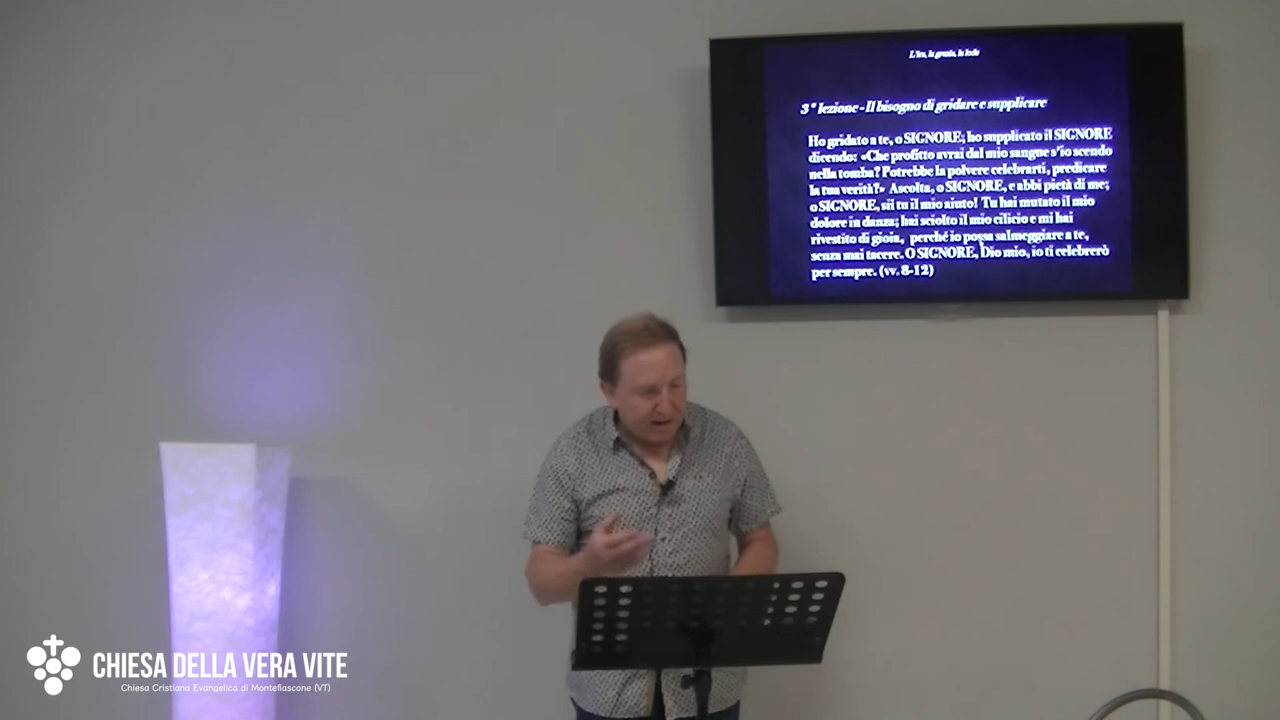 L'Ira, la grazia, la lode
3° lezione - Il bisogno di gridare e supplicare
Ho gridato a te, o SIGNORE; ho supplicato il SIGNORE
dicendo: «Che profitto avrai dal mio sangue s'io scendo
nella tomba? Potrebbe la polvere celebrarti, predicare
la tua verità?» Ascolta, o SIGNORE, e abbi pietà di me;
o SIGNORE, sii tu il mio aiuto! Tu hai mutato il mio
dolore in danza; hai sciolto il mio cilicio e mi hai
rivestito di gioia, perché io possa salmeggiare a te,
senza mai tacere. O SIGNORE, Dio mio, io ti celebrerò
per sempre. (vv. 8-12)
CHIESA DELLA VERA VITE
Chiesa Cristiana Evangelica di Montefiascone (VT)